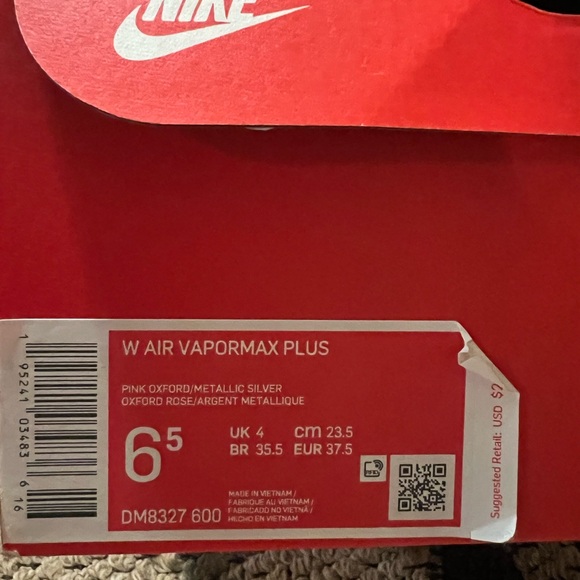 NIKE
W AIR VAPORMAX PLUS
PINK OXFORD/METALLIC SILVER
OXFORD ROSE/ARGENT METALLIQUE
6⁵
UK 4 cm 23.5
BR 35.5 EUR 37.5
RFID
MADE IN VIETNAM /
FABRIQUE AU VIETNAM /
FABRICADO NO VIETNÃ /
HECHO EN VIETNAM
DM8327 600
1 95241 03483 6 16
Suggested Retail: USD $2